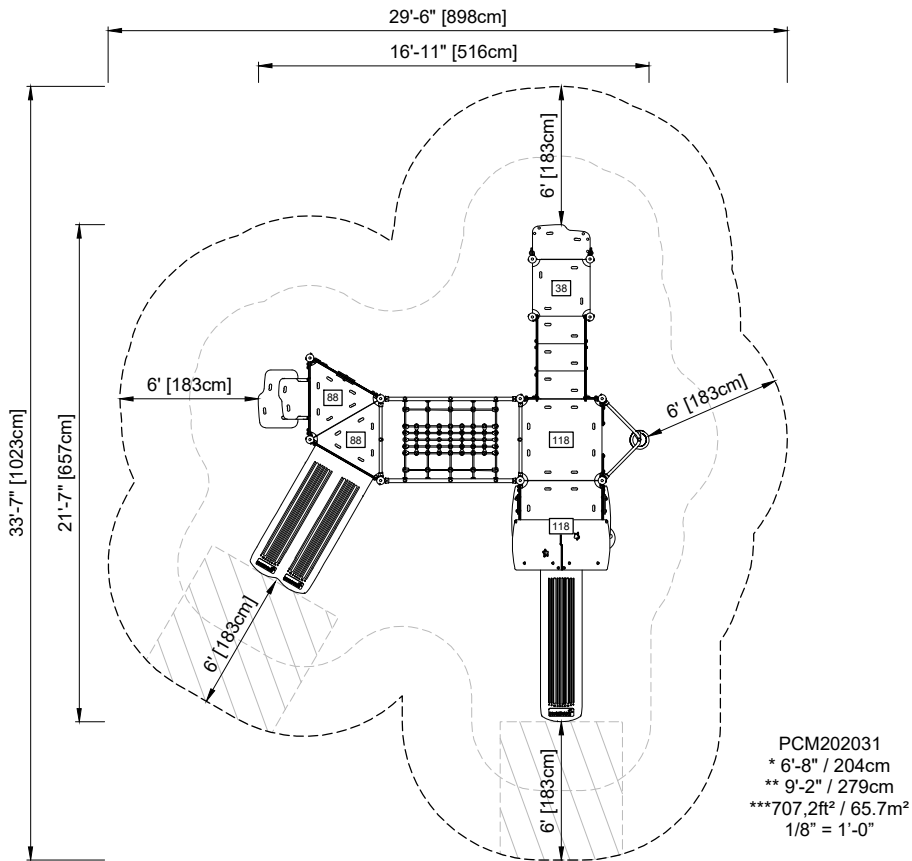 29'-6" [898cm]
16'-11" [516cm]
6' [183cm]
33'-7" [1023cm]
21'-7" [657cm]
38
6' [183cm]
88
6' [183cm]
88
118
118
6' [183cm]
6' [183cm]
PCM202031
* 6'-8" / 204cm
** 9'-2" / 279cm
***707,2ft² / 65.7m²
1/8” = 1’-0”